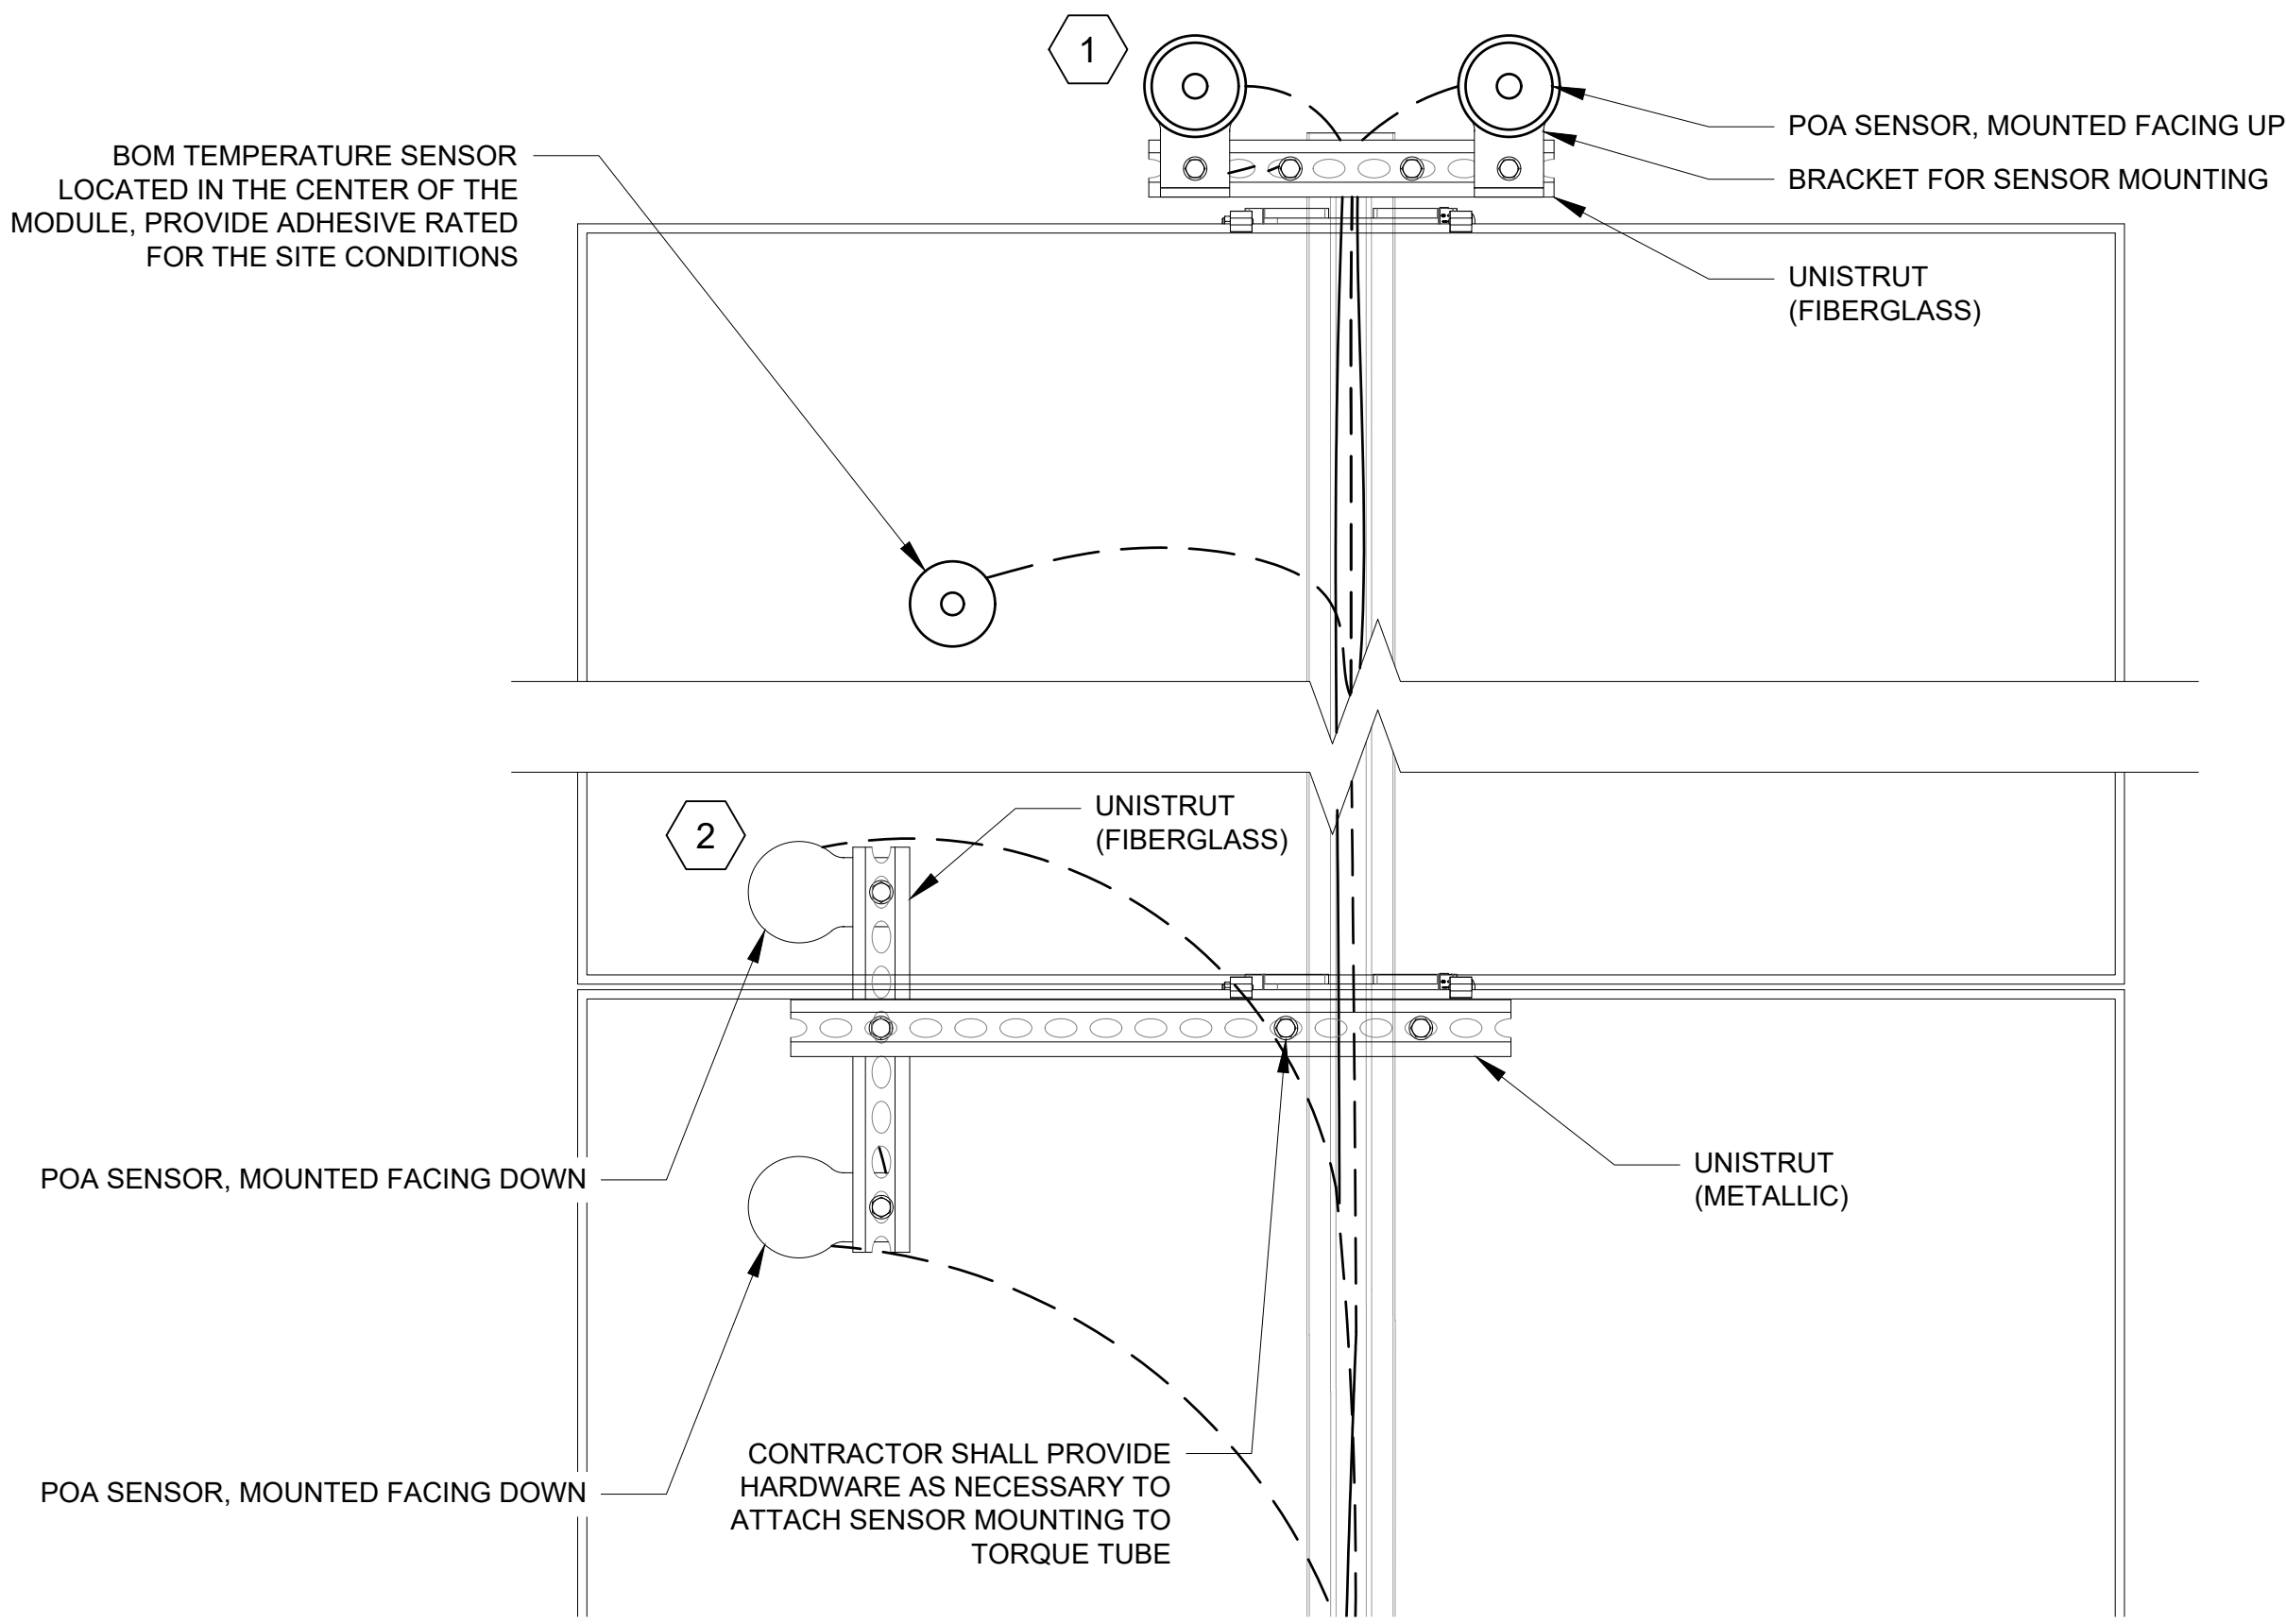 1
POA SENSOR, MOUNTED FACING UP
BRACKET FOR SENSOR MOUNTING
UNISTRUT
(FIBERGLASS)
BOM TEMPERATURE SENSOR
LOCATED IN THE CENTER OF THE
MODULE, PROVIDE ADHESIVE RATED
FOR THE SITE CONDITIONS
2
UNISTRUT
(FIBERGLASS)
POA SENSOR, MOUNTED FACING DOWN
UNISTRUT
(METALLIC)
POA SENSOR, MOUNTED FACING DOWN
CONTRACTOR SHALL PROVIDE
HARDWARE AS NECESSARY TO
ATTACH SENSOR MOUNTING TO
TORQUE TUBE